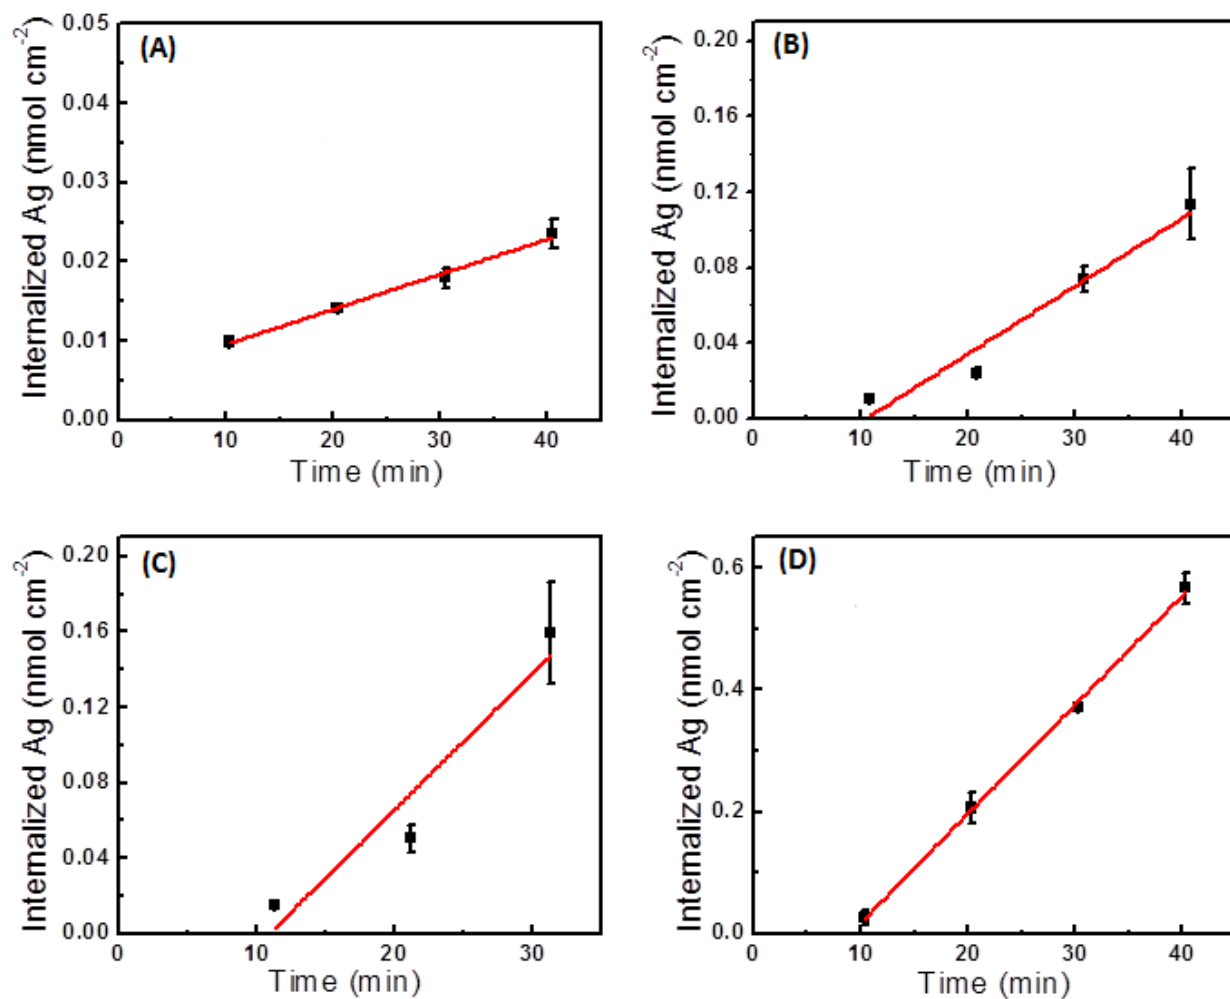 (A)
Internalized Ag (nmol cm-2)
0.05
0.04
0.03
0.02
0.01
0.00
0 10 20 30 40
Time (min)
(B)
Internalized Ag (nmol cm-2)
0.20
0.16
0.12
0.08
0.04
0.00
0 10 20 30 40
Time (min)
(C)
Internalized Ag (nmol cm-2)
0.20
0.16
0.12
0.08
0.04
0.00
0 10 20 30
Time (min)
(D)
Internalized Ag (nmol cm-2)
0.6
0.4
0.2
0.0
0 10 20 30 40
Time (min)